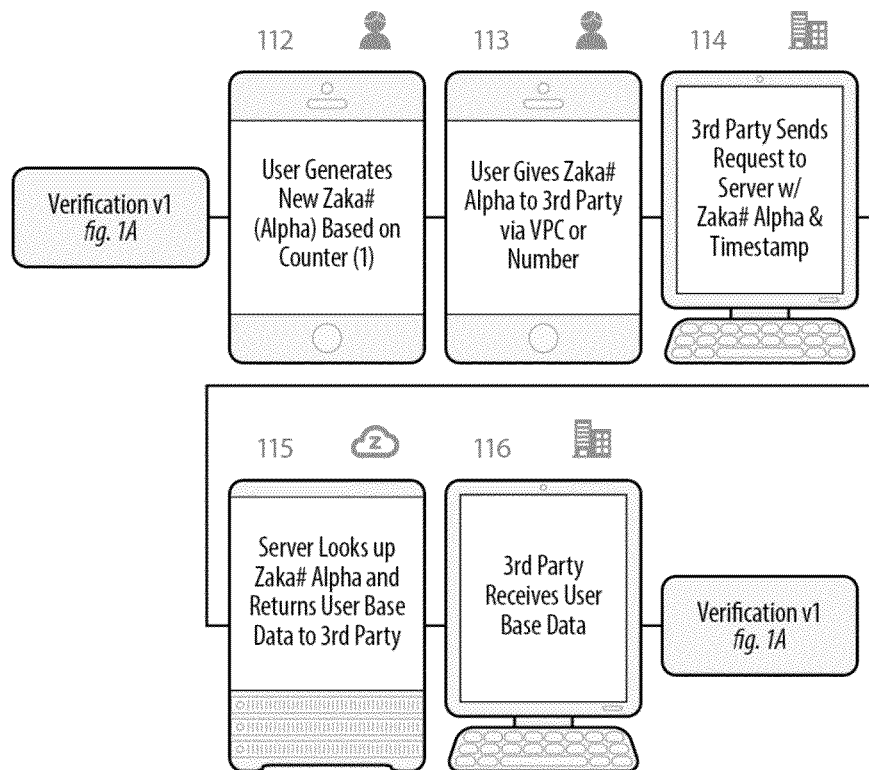 112
113
114
Verification v1
fig. 1A
User Generates
New Zaka#
(Alpha) Based on
Counter (1)
User Gives Zaka#
Alpha to 3rd Party
via VPC or
Number
3rd Party Sends
Request to
Server w/
Zaka# Alpha &
Timestamp
115
Z
116
Server Looks up
Zaka# Alpha and
Returns User Base
Data to 3rd Party
3rd Party
Receives User
Base Data
Verification v1
fig. 1A